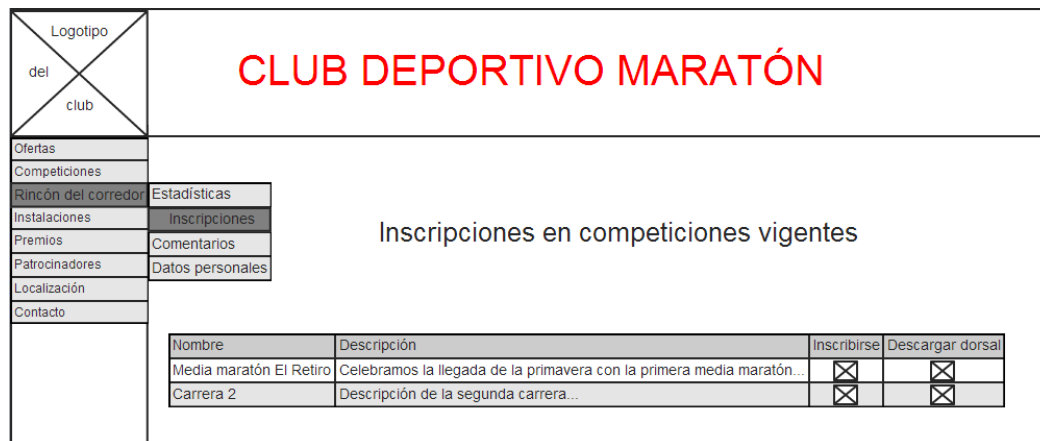 Logotipo
del
club
CLUB DEPORTIVO MARATÓN
Ofertas
Competiciones
Rincón del corredor
Instalaciones
Premios
Patrocinadores
Localización
Contacto
Estadísticas
Inscripciones
Comentarios
Datos personales
Inscripciones en competiciones vigentes
Nombre Descripción Inscribirse Descargar dorsal
Media maratón El Retiro Celebramos la llegada de la primavera con la primera media maratón...
Carrera 2 Descripción de la segunda carrera...